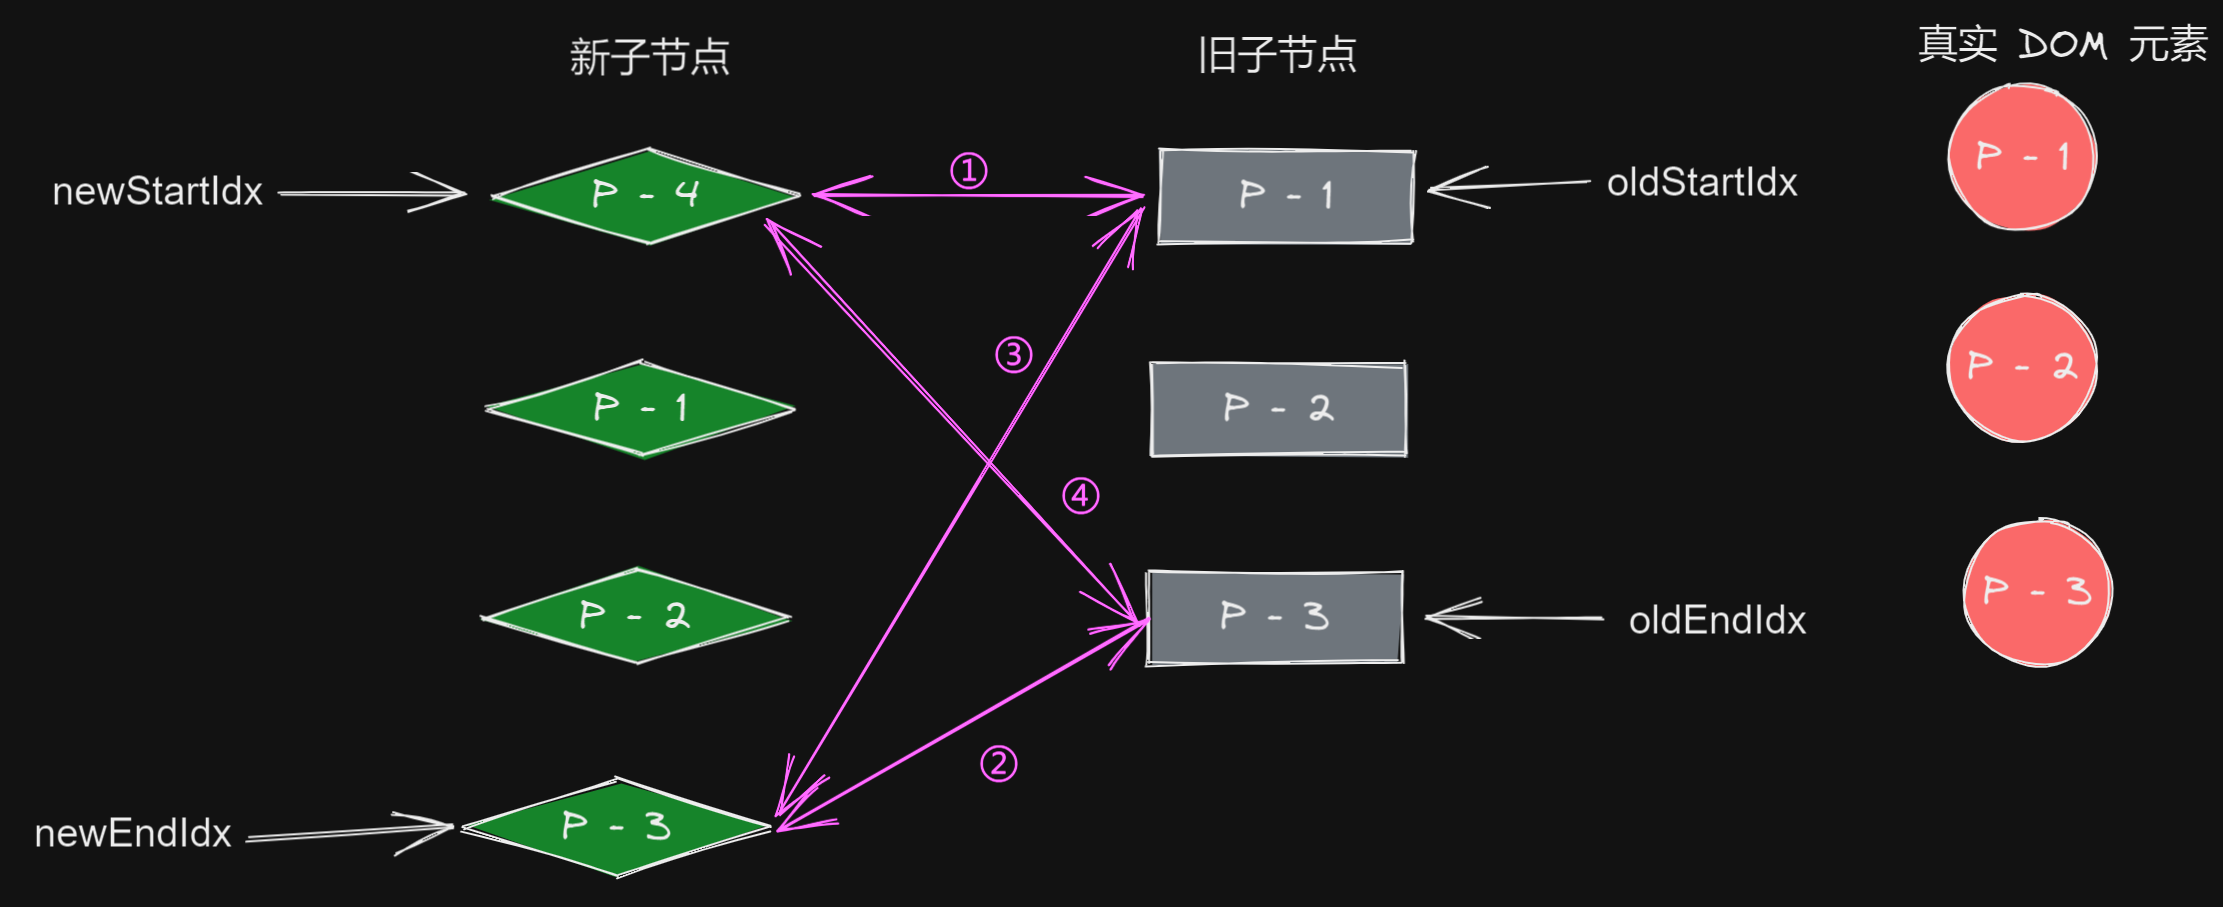 新子节点
旧子节点
真实 DOM 元素
newStartIdx
P - 4
①
P - 1
oldStartIdx
P - 1
③
P - 1
P - 2
P - 2
④
P - 2
P - 3
oldEndIdx
P - 3
②
newEndIdx
P - 3